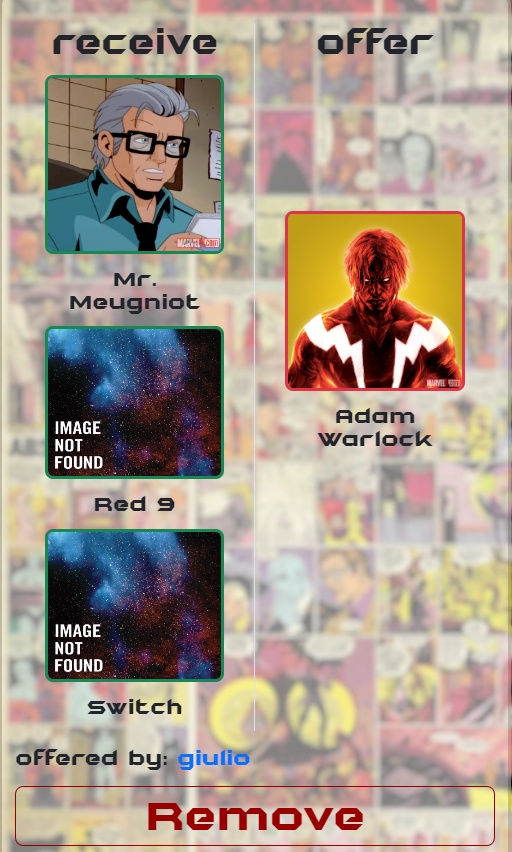 receive
offer
MARVEL.COM
Mr.
Meugniot
IMAGE
NOT
FOUND
Red 9
IMAGE
NOT
FOUND
Switch
Adam
Warlock
offered by: giulio
Remove